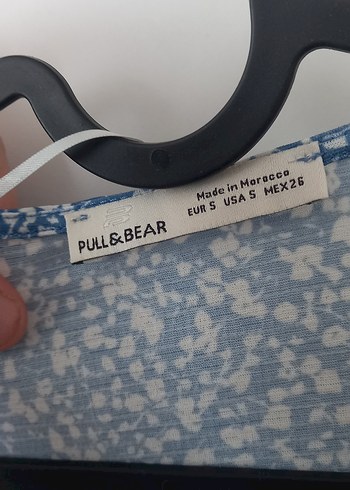 PULL&BEAR
Made in Morocco
EUR S USA S MEX26